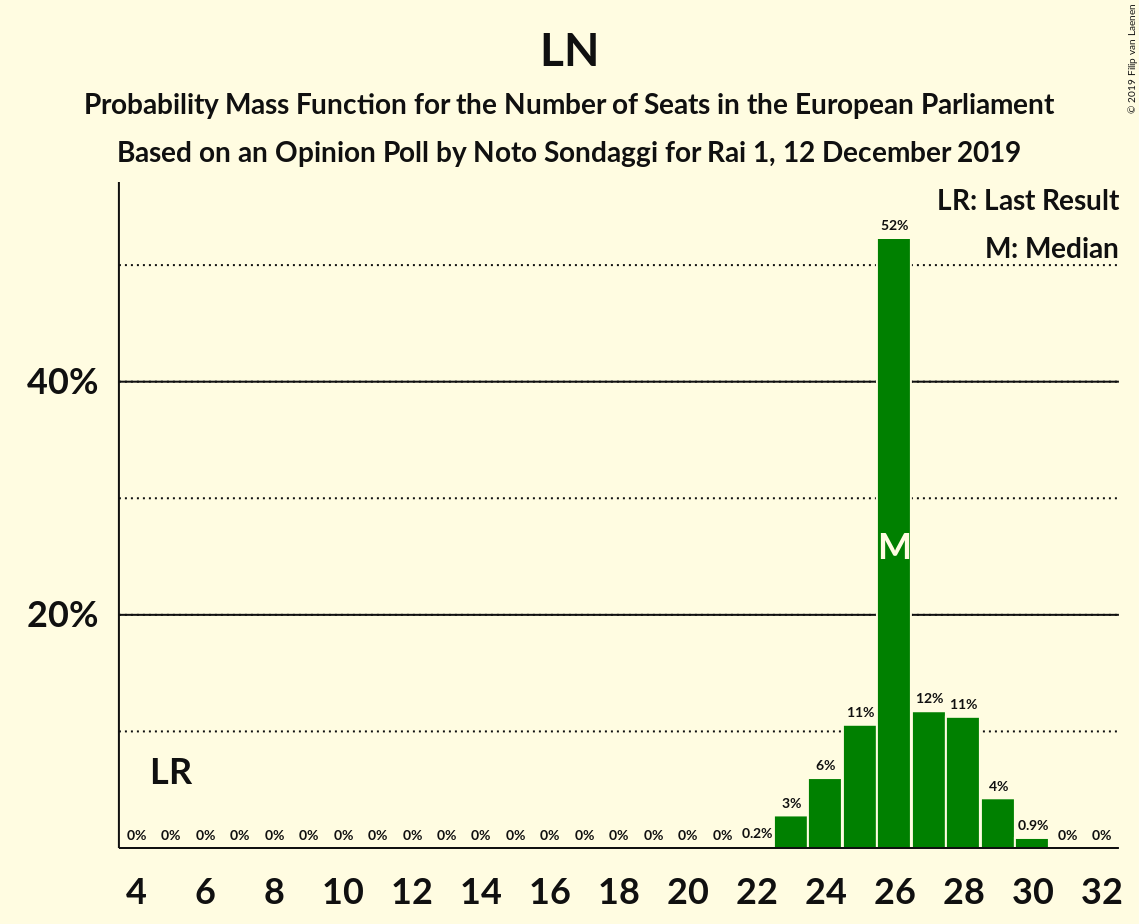 LN
Probability Mass Function for the Number of Seats in the European Parliament
Based on an Opinion Poll by Noto Sondaggi for Rai 1, 12 December 2019
© 2019 Filip van Laenen
LR: Last Result
M: Median
40%
20%
52%
M
LR
0% 0% 0% 0% 0% 0% 0% 0% 0% 0% 0% 0% 0% 0% 0% 0% 0% 0% 0.2% 3% 6% 11% 12% 11% 4% 0.9% 0% 0%
4 6 8 10 12 14 16 18 20 22 24 26 28 30 32